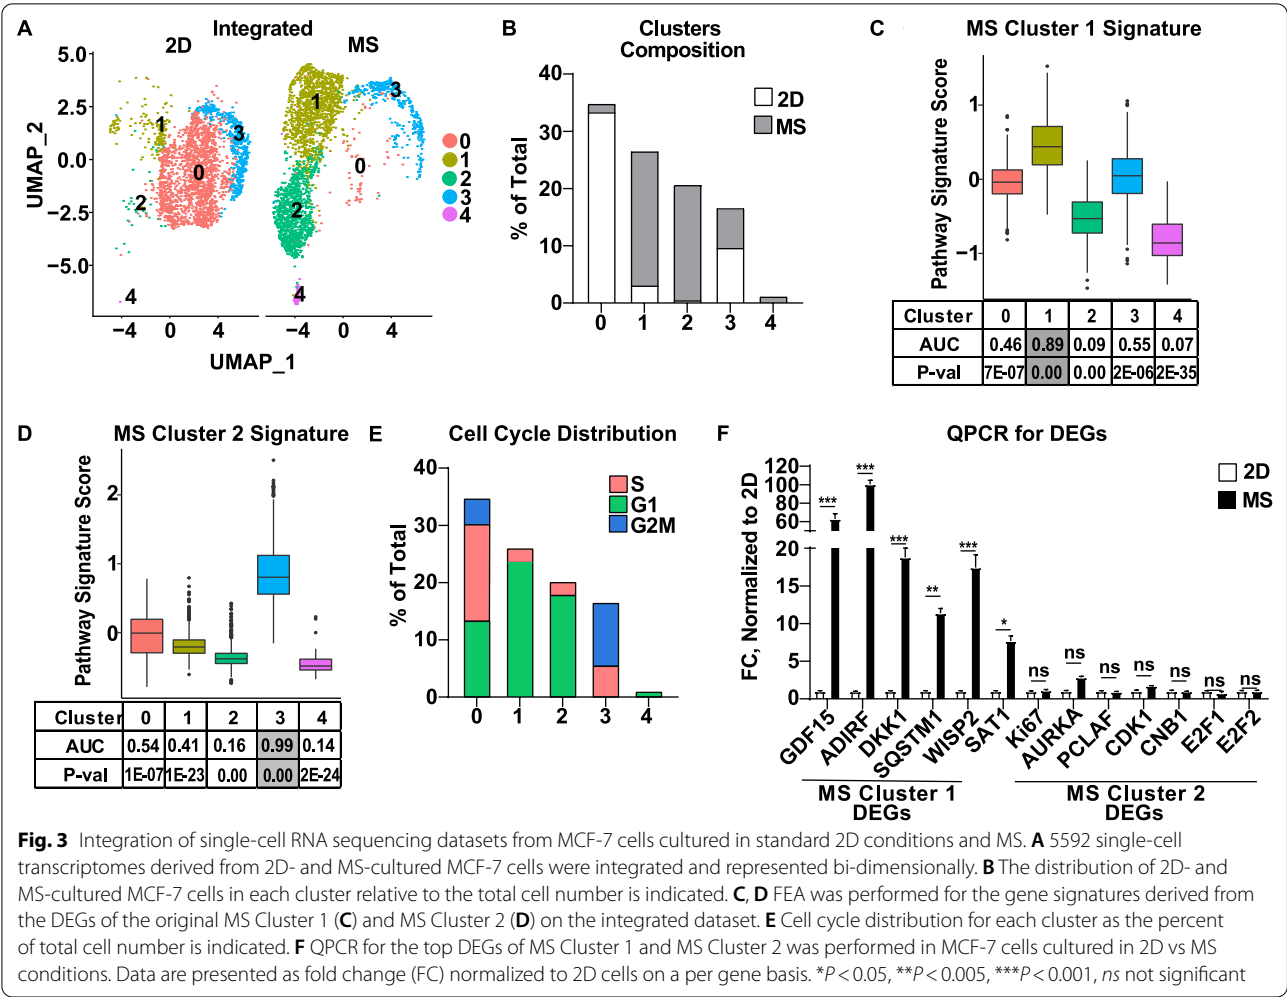 A
Integrated
2D
MS
5.0
2.5
0.0
−2.5
−5.0
UMAP_2
1
3
0
2
4
1
3
0
2
4
0
1
2
3
4
−4
0
4
−4
0
4
UMAP_1
B
Clusters
Composition
40
30
20
10
0
% of Total
2D
MS
0 1 2 3 4
C
MS Cluster 1 Signature
Pathway Signature Score
1
0
−1
Cluster 0 1 2 3 4
AUC 0.46 0.89 0.09 0.55 0.07
P-val 7E-07 0.00 0.00 2E-06 2E-35
D
MS Cluster 2 Signature
Pathway Signature Score
2
1
0
Cluster 0 1 2 3 4
AUC 0.54 0.41 0.16 0.99 0.14
P-val 1E-07 1E-23 0.00 0.00 2E-24
E
Cell Cycle Distribution
40
30
20
10
0
% of Total
S
G1
G2M
0 1 2 3 4
F
QPCR for DEGs
FC, Normalized to 2D
120
100
80
60
20
15
10
5
0
2D
MS
*** *** *** ** *** * ns ns ns ns ns ns ns
GDF15 ADIRF DKK1 SQSTM1 WISP2 SAT1 Ki67 AURKA PCLAF CDK1 CNB1 E2F1 E2F2
MS Cluster 1
DEGs
MS Cluster 2
DEGs
Fig. 3 Integration of single-cell RNA sequencing datasets from MCF-7 cells cultured in standard 2D conditions and MS. A 5592 single-cell
transcriptomes derived from 2D- and MS-cultured MCF-7 cells were integrated and represented bi-dimensionally. B The distribution of 2D- and
MS-cultured MCF-7 cells in each cluster relative to the total cell number is indicated. C, D FEA was performed for the gene signatures derived from
the DEGs of the original MS Cluster 1 (C) and MS Cluster 2 (D) on the integrated dataset. E Cell cycle distribution for each cluster as the percent
of total cell number is indicated. F QPCR for the top DEGs of MS Cluster 1 and MS Cluster 2 was performed in MCF-7 cells cultured in 2D vs MS
conditions. Data are presented as fold change (FC) normalized to 2D cells on a per gene basis. *P < 0.05, **P < 0.005, ***P < 0.001, ns not significant